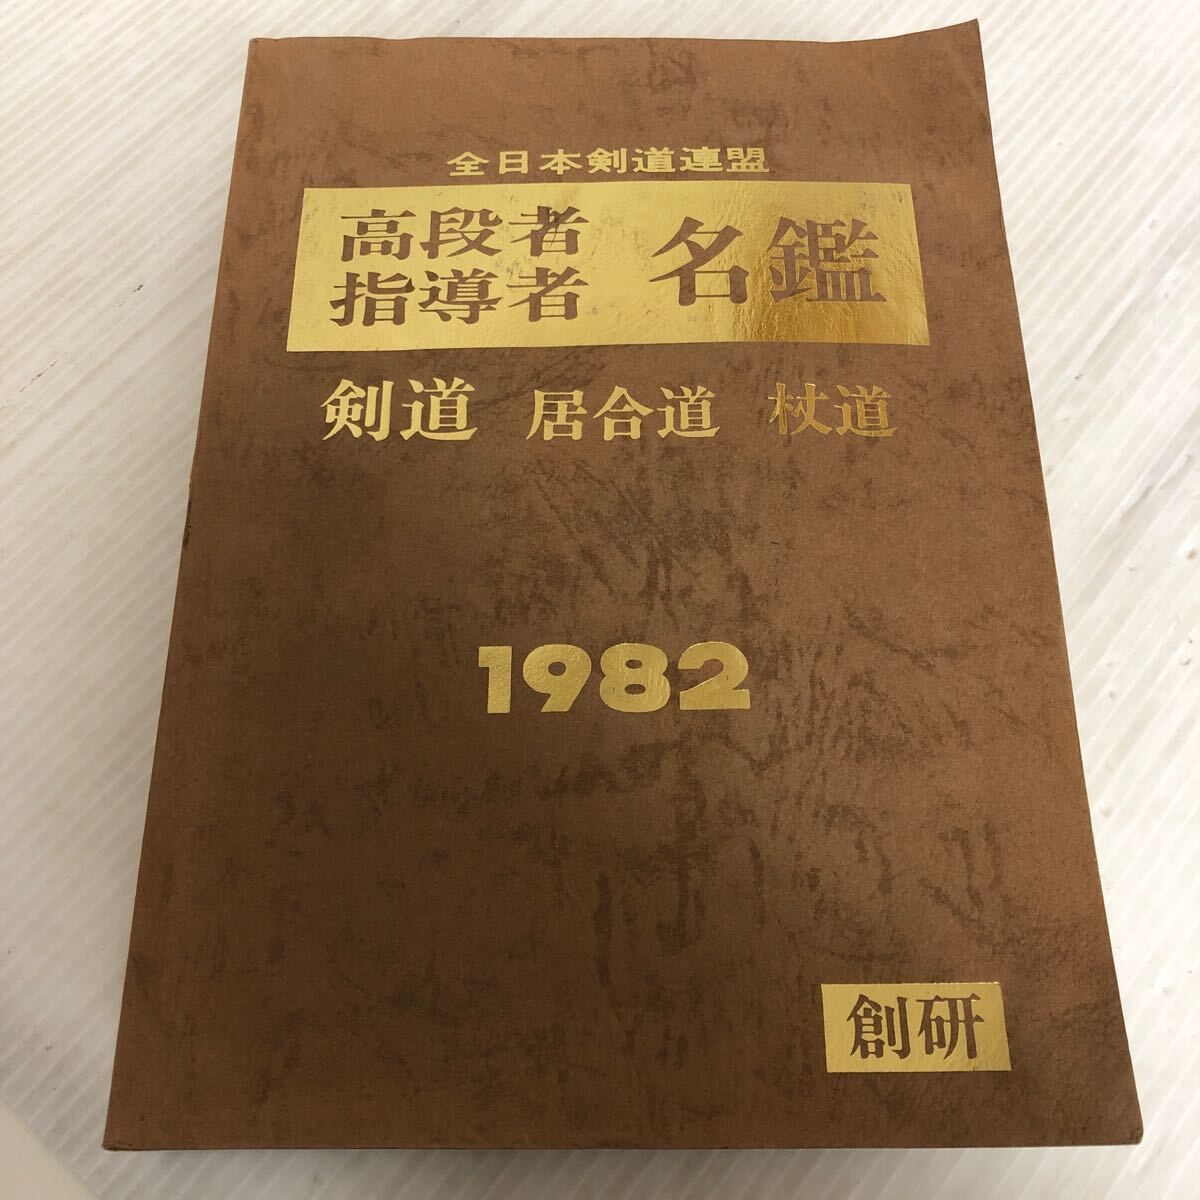 全日本剣道連盟
高段者
指導者
名鑑
剣道 居合道 杖道
1982
創研